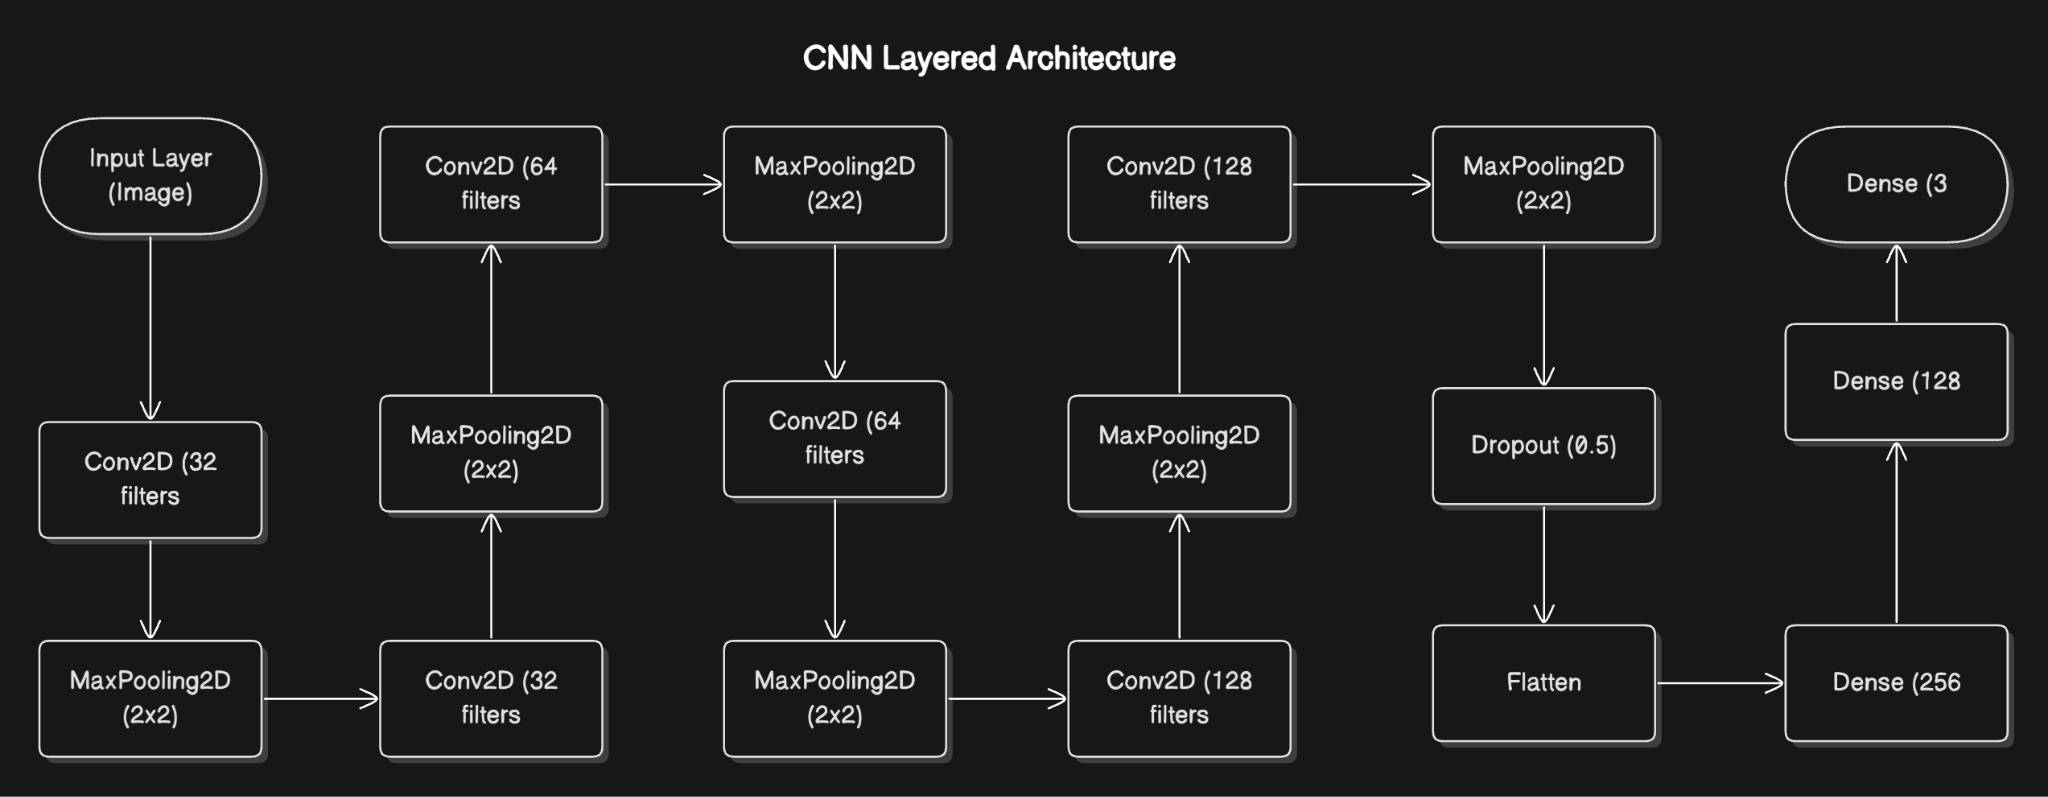 CNN Layered Architecture
Input Layer
(Image)
Conv2D (32
filters
MaxPooling2D
(2x2)
Conv2D (32
filters
MaxPooling2D
(2x2)
Conv2D (64
filters
MaxPooling2D
(2x2)
Conv2D (64
filters
MaxPooling2D
(2x2)
Conv2D (128
filters
MaxPooling2D
(2x2)
Conv2D (128
filters
MaxPooling2D
(2x2)
Dropout (0.5)
Flatten
Dense (256
Dense (128
Dense (3